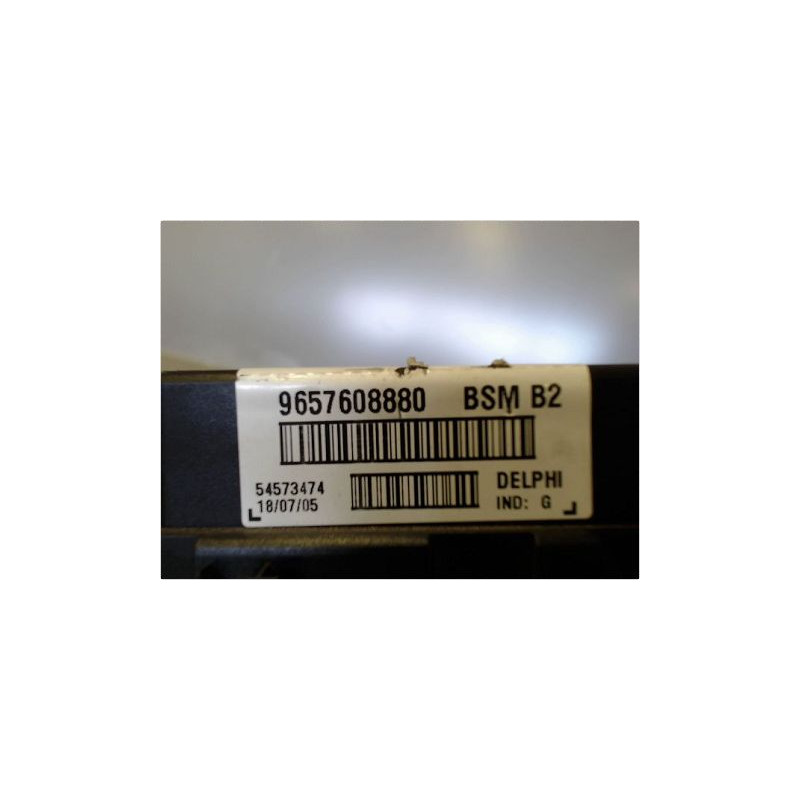 9657608880 BSM B2
54573474 DELPHI
18/07/05 IND: G